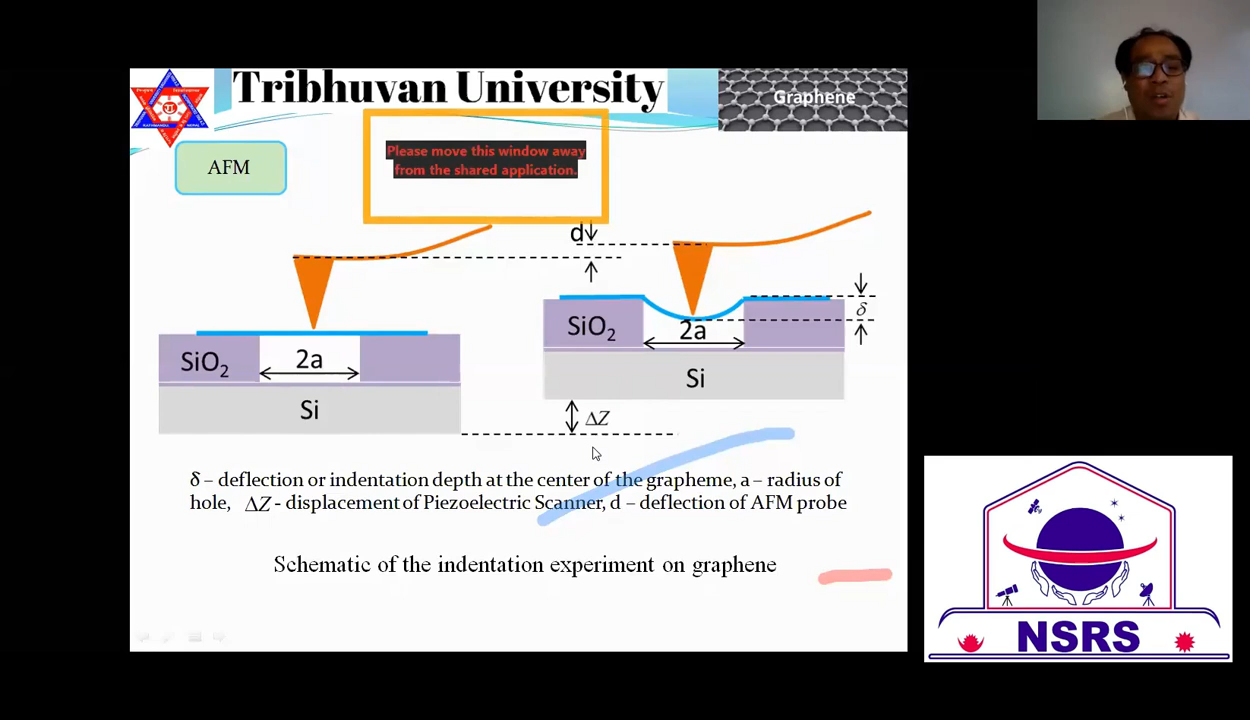 Tribhuvan University
Graphene
AFM
Please move this window away
from the shared application.
d
δ
SiO₂
2a
Si
SiO₂
2a
Si
ΔZ
δ – deflection or indentation depth at the center of the grapheme, a – radius of
hole, ΔZ - displacement of Piezoelectric Scanner, d – deflection of AFM probe
Schematic of the indentation experiment on graphene
NSRS